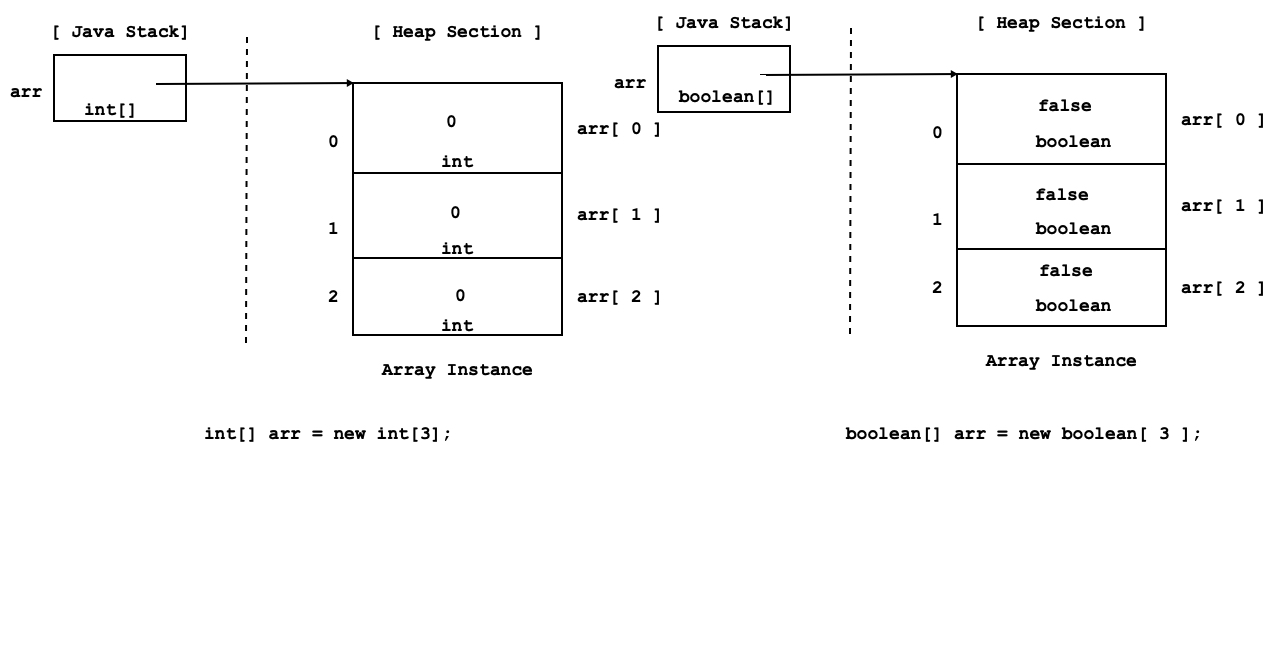 [ Java Stack]
[ Heap Section ]
arr
int[]
0
0
int
arr[ 0 ]
1
0
int
arr[ 1 ]
2
0
int
arr[ 2 ]
Array Instance
int[] arr = new int[3];
[ Java Stack]
[ Heap Section ]
arr
boolean[]
0
false
boolean
arr[ 0 ]
1
false
boolean
arr[ 1 ]
2
false
boolean
arr[ 2 ]
Array Instance
boolean[] arr = new boolean[ 3 ];